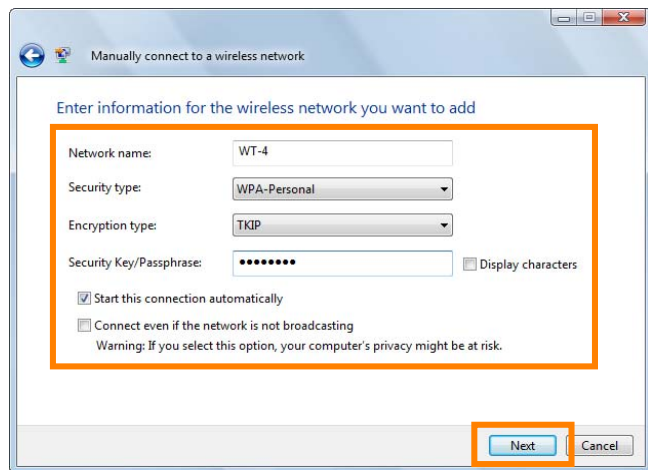 Manually connect to a wireless network
Enter information for the wireless network you want to add
Network name: WT-4
Security type: WPA-Personal
Encryption type: TKIP
Security Key/Passphrase: •••••••• Display characters
Start this connection automatically
Connect even if the network is not broadcasting
Warning: If you select this option, your computer's privacy might be at risk.
Next Cancel